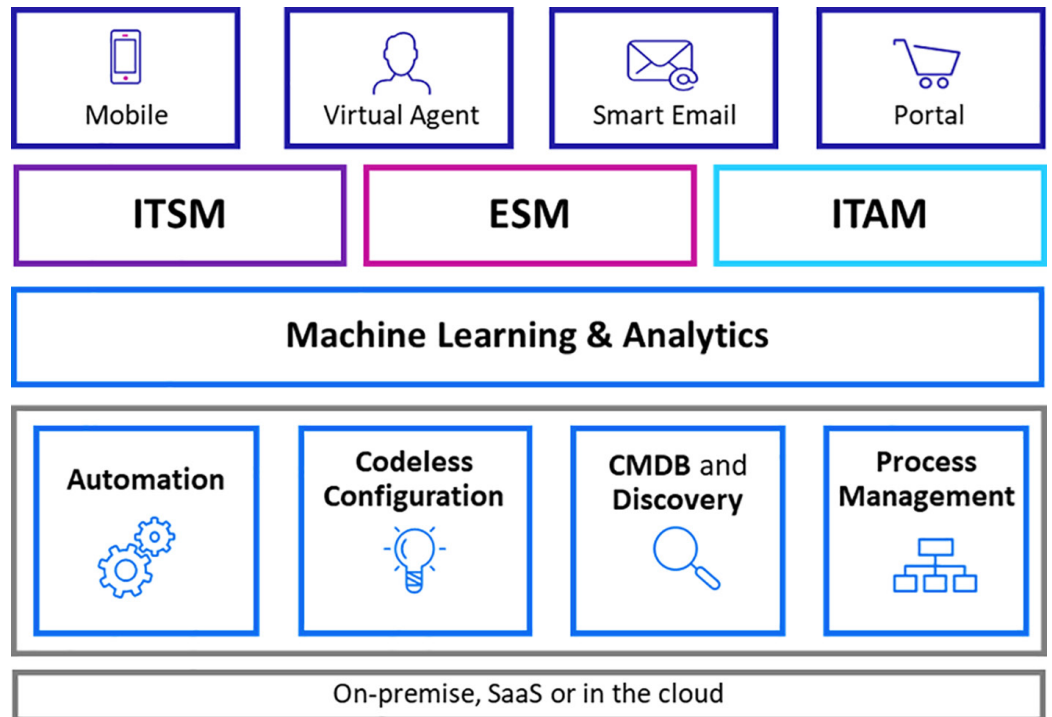 Mobile
Virtual Agent
Smart Email
Portal
ITSM
ESM
ITAM
Machine Learning & Analytics
Automation
Codeless
Configuration
CMDB and
Discovery
Process
Management
On-premise, SaaS or in the cloud